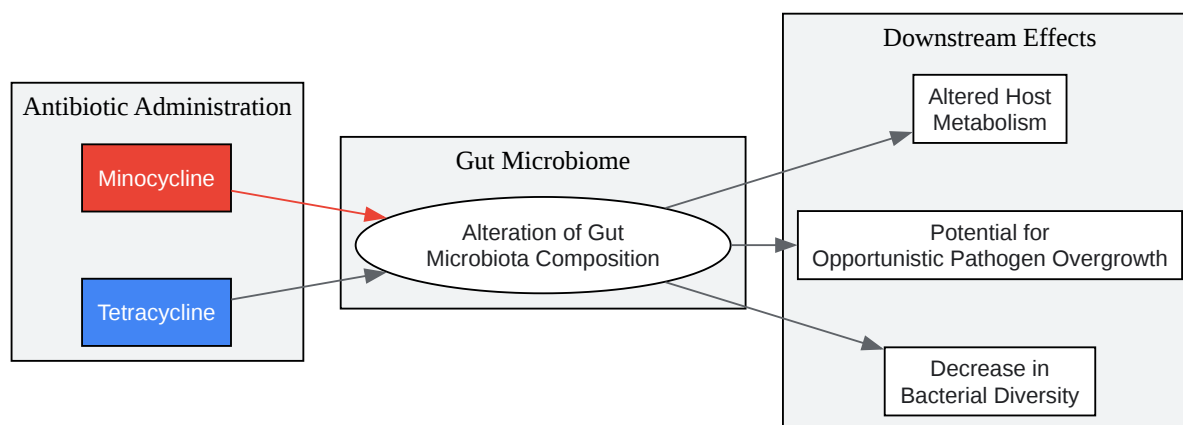 Antibiotic Administration
Minocycline
Tetracycline
Gut Microbiome
Alteration of Gut
Microbiota Composition
Downstream Effects
Altered Host
Metabolism
Potential for
Opportunistic Pathogen Overgrowth
Decrease in
Bacterial Diversity